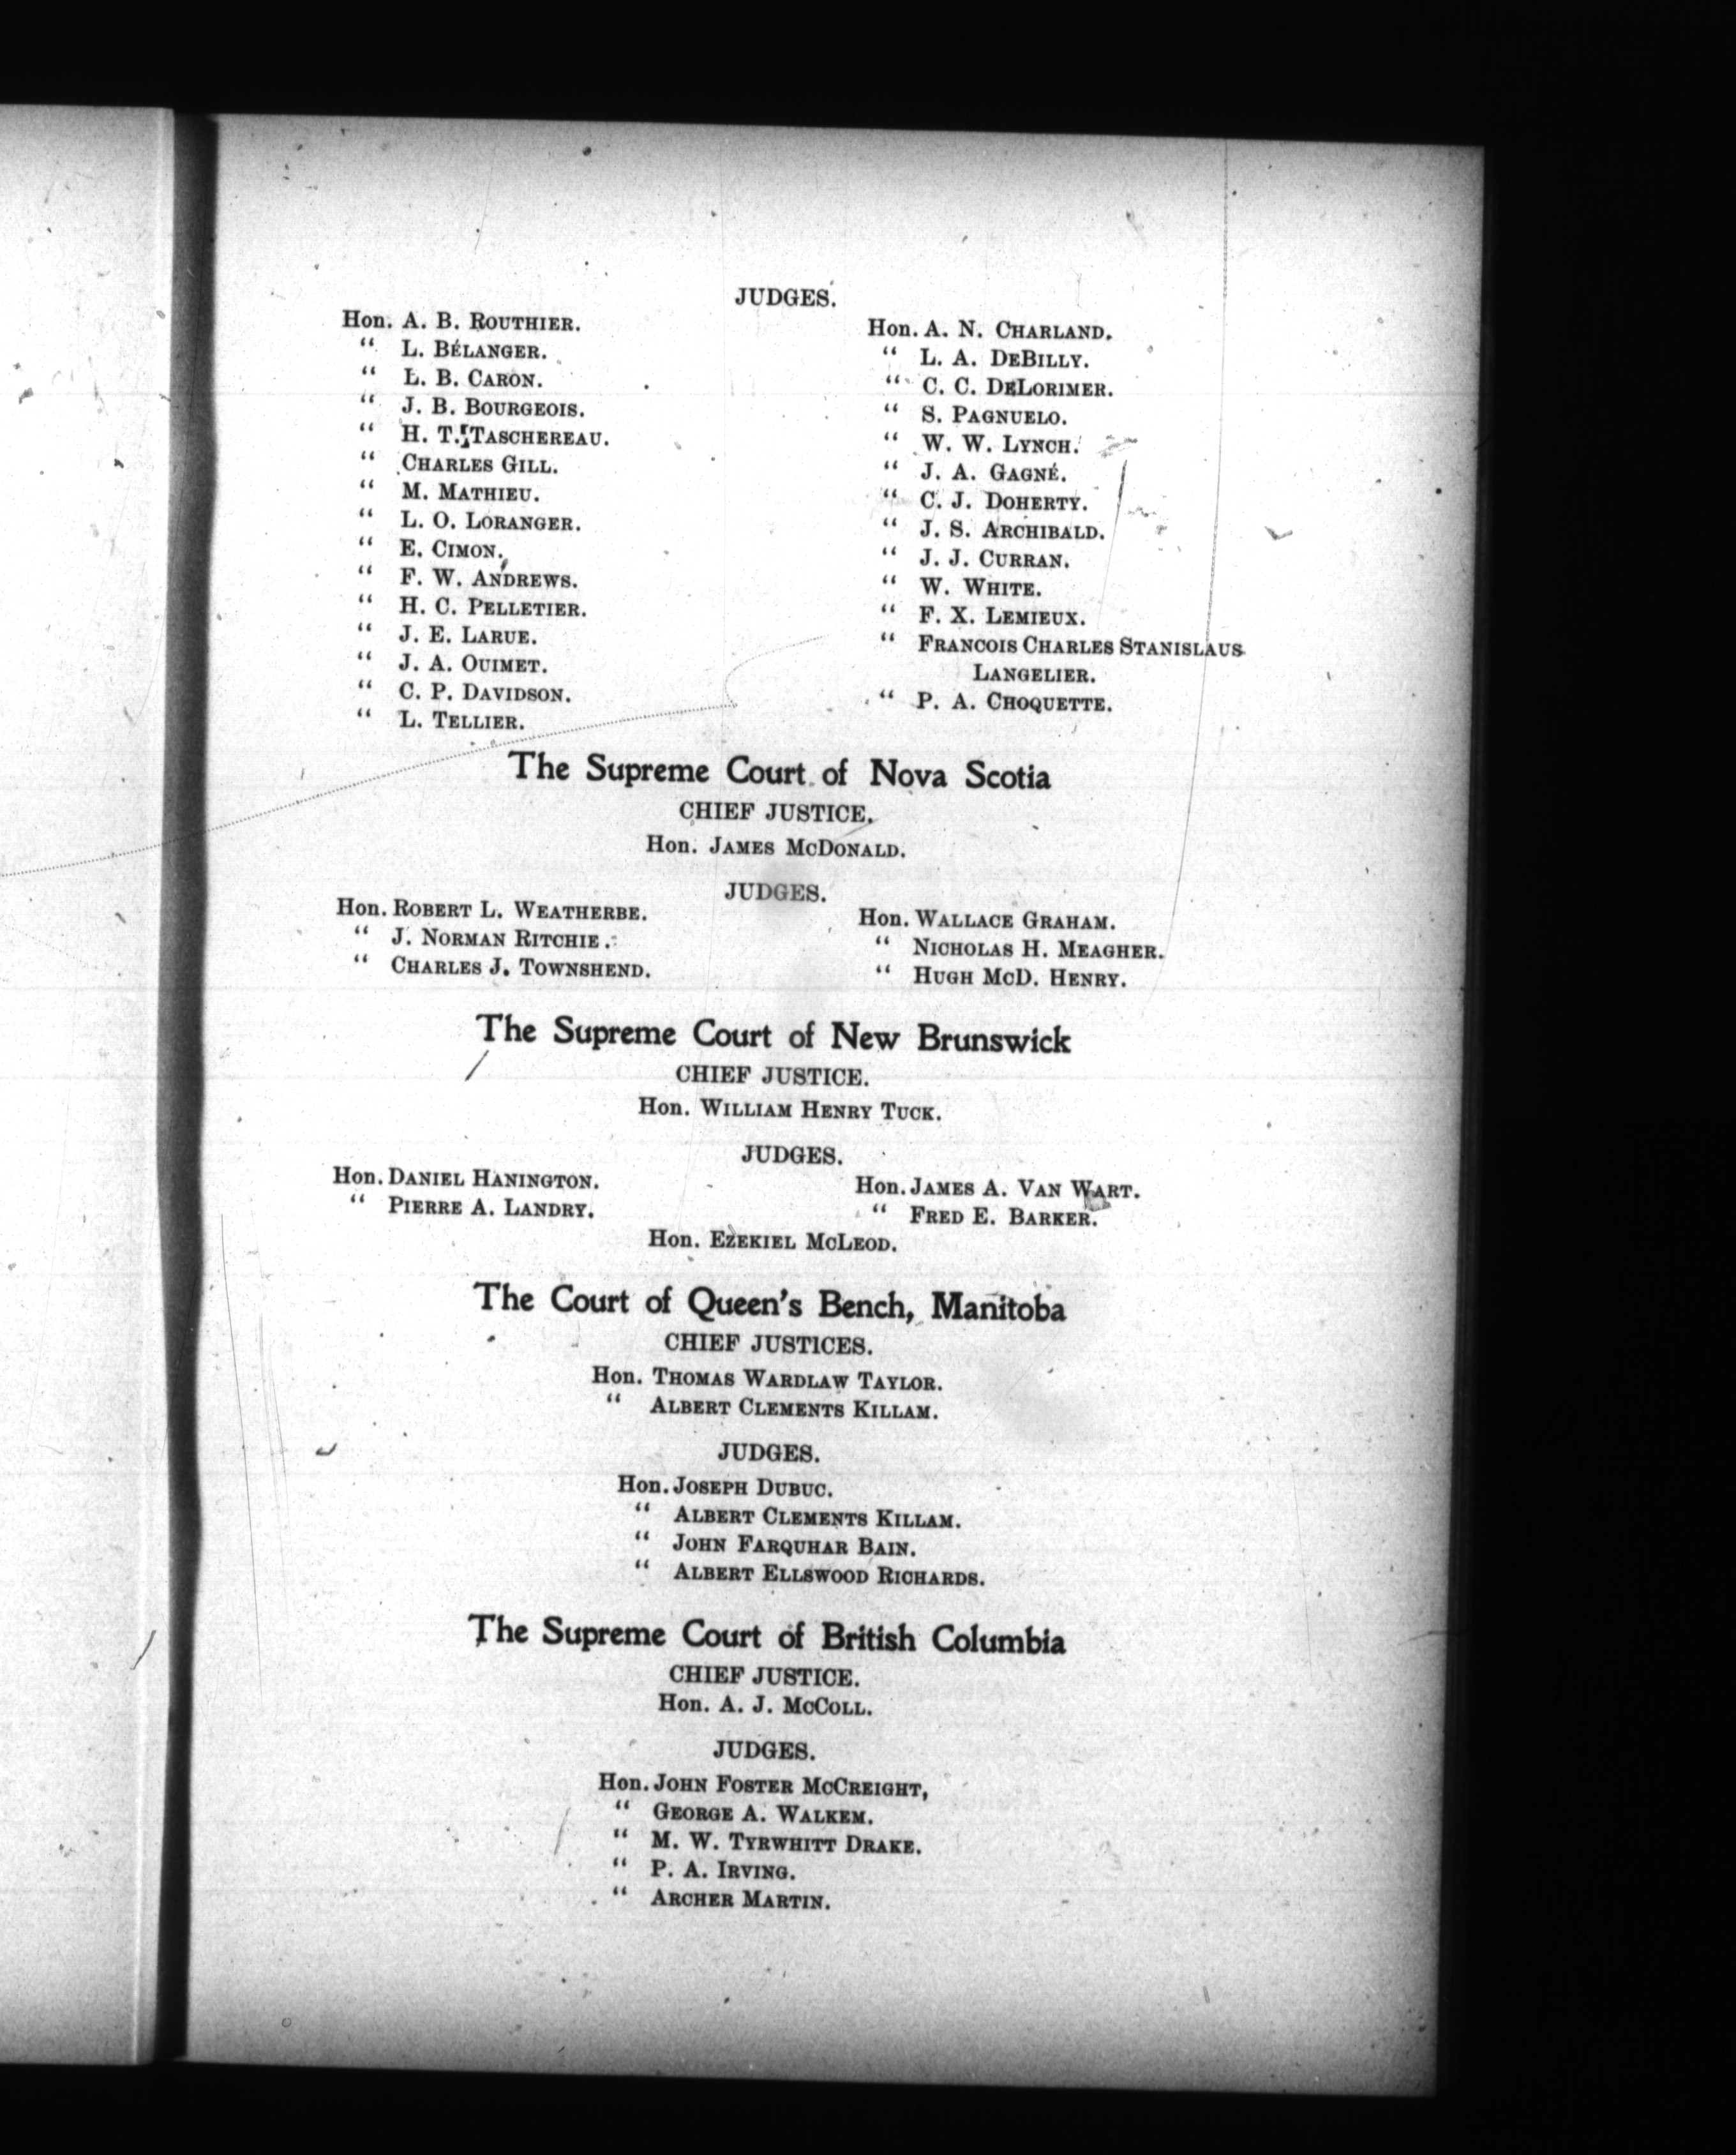 JUDGES.
Hon. A. B. ROUTHIER.
“ L. BÉLANGER.
“ L. B. CARON.
“ J. B. BOURGEOIS.
“ H. T. TASCHEREAU.
“ CHARLES GILL.
“ M. MATHIEU.
“ L. O. LORANGER.
“ E. CIMON.
“ F. W. ANDREWS.
“ H. C. PELLETIER.
“ J. E. LARUE.
“ J. A. OUIMET.
“ C. P. DAVIDSON.
“ L. TELLIER.
Hon. A. N. CHARLAND.
“ L. A. DEBILLY.
“ C. C. DELORIMER.
“ S. PAGNUELO.
“ W. W. LYNCH.
“ J. A. GAGNÉ.
“ C. J. DOHERTY.
“ J. S. ARCHIBALD.
“ J. J. CURRAN.
“ W. WHITE.
“ F. X. LEMIEUX.
“ FRANCOIS CHARLES STANISLAUS
LANGELIER.
“ P. A. CHOQUETTE.
The Supreme Court of Nova Scotia
CHIEF JUSTICE.
Hon. JAMES MCDONALD.
JUDGES.
Hon. ROBERT L. WEATHERBE.
“ J. NORMAN RITCHIE.
“ CHARLES J. TOWNSHEND.
Hon. WALLACE GRAHAM.
“ NICHOLAS H. MEAGHER.
“ HUGH MCD. HENRY.
The Supreme Court of New Brunswick
CHIEF JUSTICE.
Hon. WILLIAM HENRY TUCK.
JUDGES.
Hon. DANIEL HANINGTON.
“ PIERRE A. LANDRY.
Hon. JAMES A. VAN WART.
“ FRED E. BARKER.
Hon. EZEKIEL MCLEOD.
The Court of Queen's Bench, Manitoba
CHIEF JUSTICES.
Hon. THOMAS WARDLAW TAYLOR.
“ ALBERT CLEMENTS KILLAM.
JUDGES.
Hon. JOSEPH DUBUC.
“ ALBERT CLEMENTS KILLAM.
“ JOHN FARQUHAR BAIN.
“ ALBERT ELLSWOOD RICHARDS.
The Supreme Court of British Columbia
CHIEF JUSTICE.
Hon. A. J. MCCOLL.
JUDGES.
Hon. JOHN FOSTER MCCREIGHT,
“ GEORGE A. WALKEM.
“ M. W. TYRWHITT DRAKE.
“ P. A. IRVING.
“ ARCHER MARTIN.